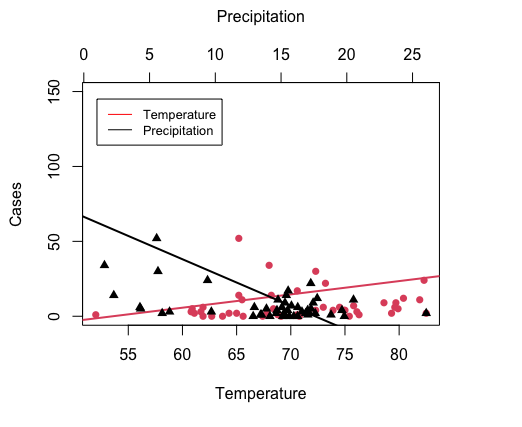 Precipitation
0 5 10 15 20 25
150
100
50
0
Cases
Temperature
Precipitation
55 60 65 70 75 80
Temperature